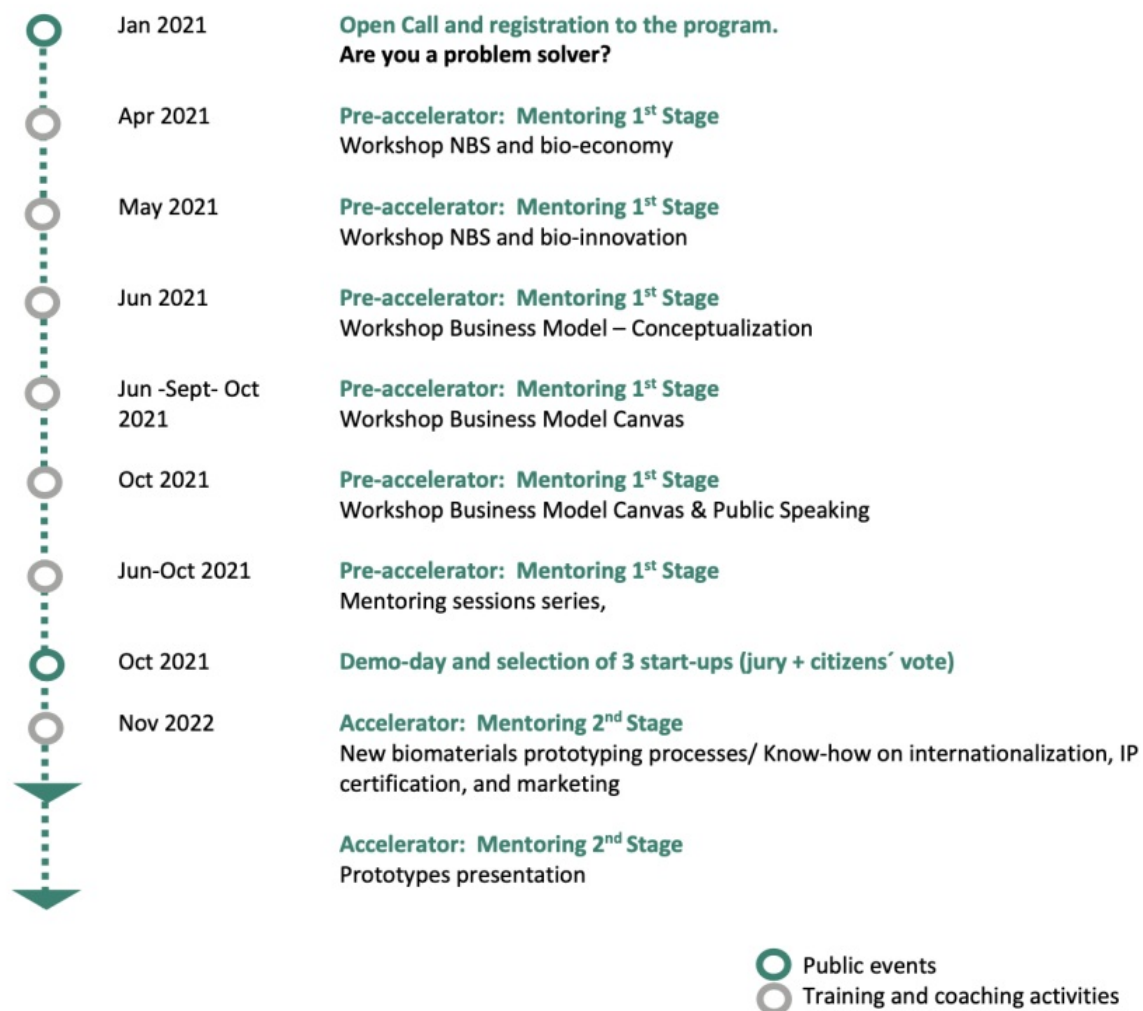 Jan 2021
Open Call and registration to the program.
Are you a problem solver?
Apr 2021
Pre-accelerator:  Mentoring 1st Stage
Workshop NBS and bio-economy
May 2021
Pre-accelerator:  Mentoring 1st Stage
Workshop NBS and bio-innovation
Jun 2021
Pre-accelerator:  Mentoring 1st Stage
Workshop Business Model – Conceptualization
Jun -Sept- Oct
2021
Pre-accelerator:  Mentoring 1st Stage
Workshop Business Model Canvas
Oct 2021
Pre-accelerator:  Mentoring 1st Stage
Workshop Business Model Canvas & Public Speaking
Jun-Oct 2021
Pre-accelerator:  Mentoring 1st Stage
Mentoring sessions series,
Oct 2021
Demo-day and selection of 3 start-ups (jury + citizens´ vote)
Nov 2022
Accelerator:  Mentoring 2nd Stage
New biomaterials prototyping processes/ Know-how on internationalization, IP
certification, and marketing
Accelerator:  Mentoring 2nd Stage
Prototypes presentation
Public events
Training and coaching activities